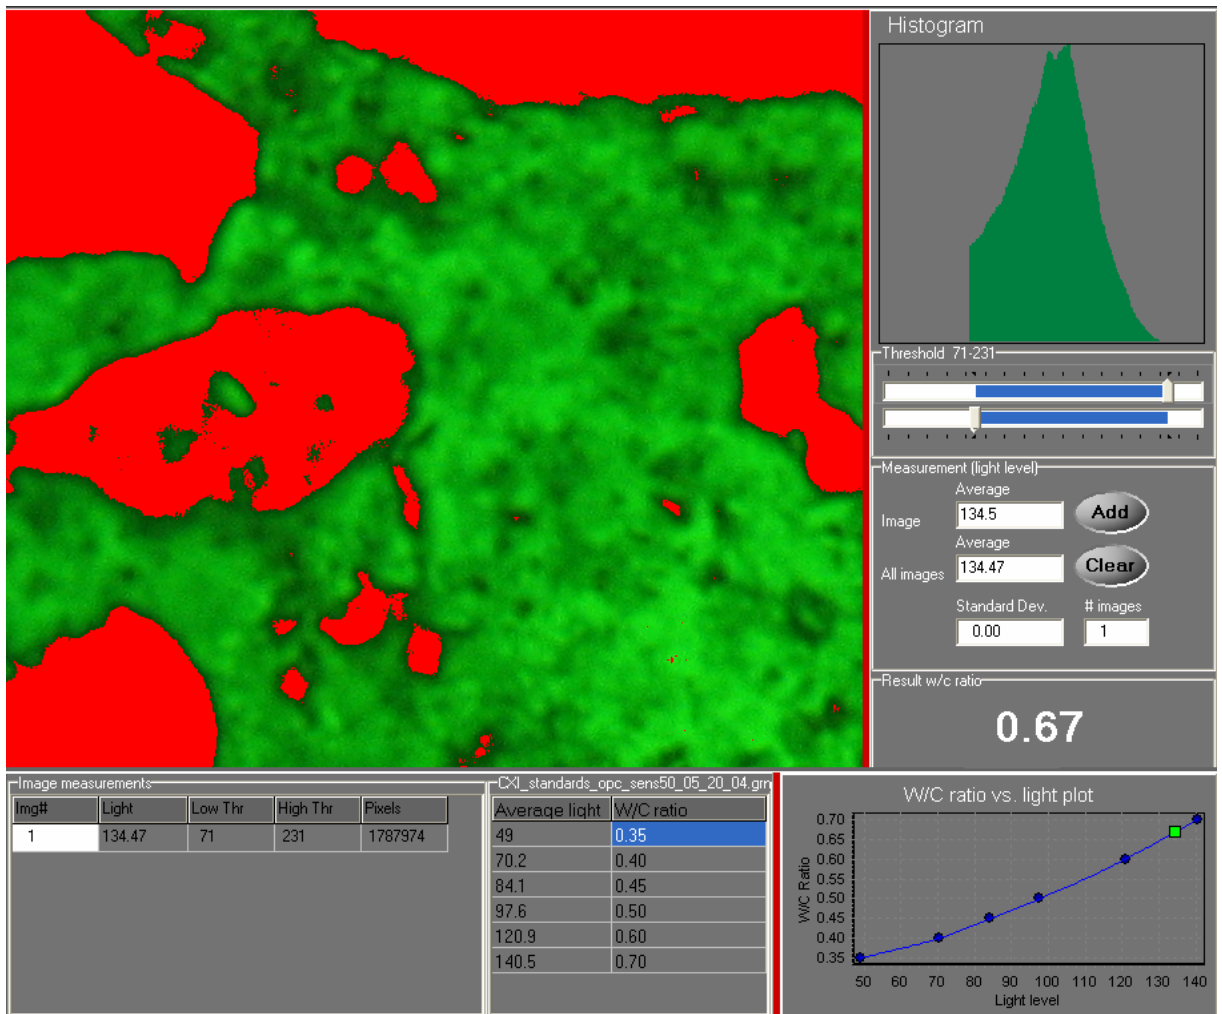 Histogram
Threshold 71-231
Measurement (light level)
Average
Image 134.5 Add
Average
All images 134.47 Clear
Standard Dev. # images
0.00 1
Result w/c ratio
0.67
Image measurements
Img# Light Low Thr High Thr Pixels
1 134.47 71 231 1787974
CXI_standards_opc_sens50_05_20_04.grn
Average light W/C ratio
49 0.35
70.2 0.40
84.1 0.45
97.6 0.50
120.9 0.60
140.5 0.70
W/C ratio vs. light plot
W/C Ratio
0.70
0.65
0.60
0.55
0.50
0.45
0.40
0.35
50 60 70 80 90 100 110 120 130 140
Light level